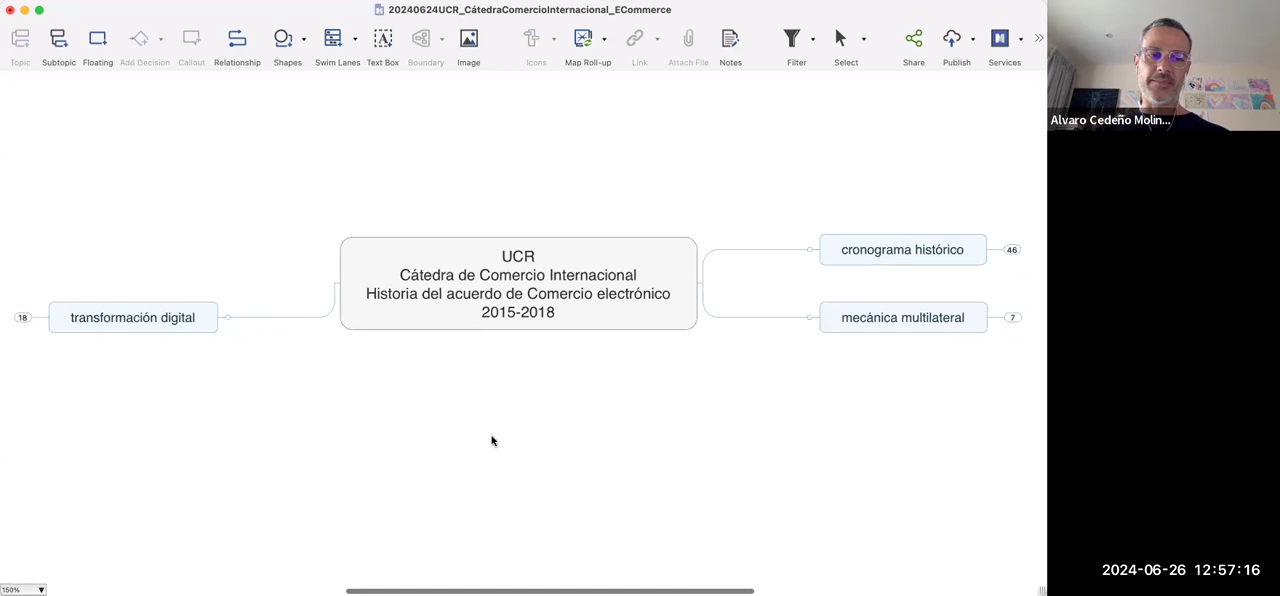 20240624UCR_CátedraComercioInternacional_ECommerce
Topic
Subtopic
Floating
Add Decision
Callout
Relationship
Shapes
Swim Lanes
Text Box
Boundary
Image
Icons
Map Roll-up
Link
Attach File
Notes
Filter
Select
Share
Publish
Services
Alvaro Cedeño Molin...
UCR
Cátedra de Comercio Internacional
Historia del acuerdo de Comercio electrónico
2015-2018
cronograma histórico
46
mecánica multilateral
7
transformación digital
18
150%
2024-06-26 12:57:16